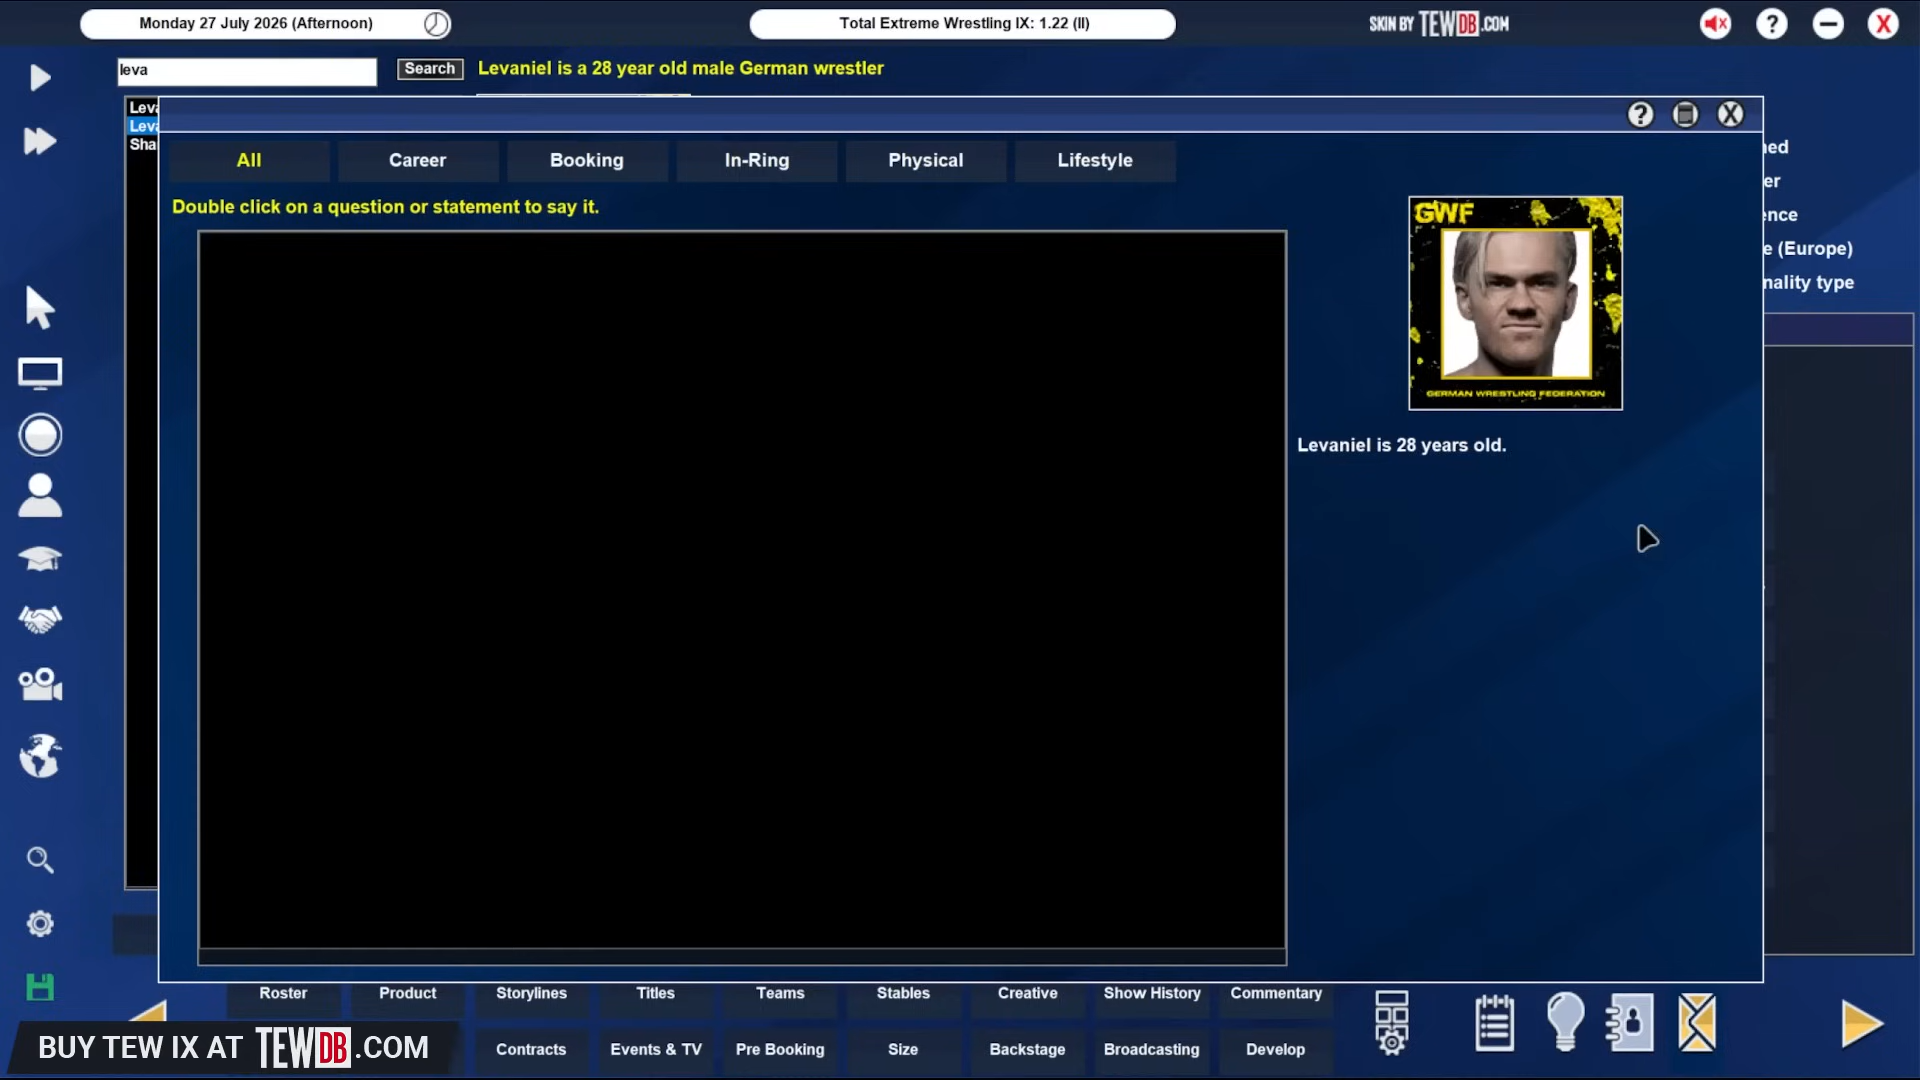 Monday 27 July 2026 (Afternoon)
Total Extreme Wrestling IX: 1.22 (II)
SKIN BY TEWDB.COM
leva
Search
Levaniel is a 28 year old male German wrestler
Leva
Leva
Sha
All
Career
Booking
In-Ring
Physical
Lifestyle
Double click on a question or statement to say it.
GWF
GERMAN WRESTLING FEDERATION
Levaniel is 28 years old.
ned
er
ence
e (Europe)
nality type
Roster
Product
Storylines
Titles
Teams
Stables
Creative
Show History
Commentary
Contracts
Events & TV
Pre Booking
Size
Backstage
Broadcasting
Develop
BUY TEW IX AT TEWDB.COM